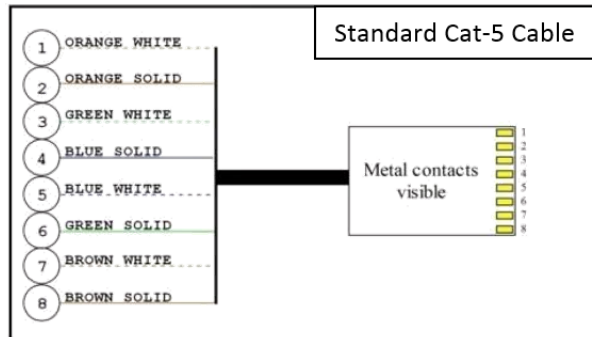 Standard Cat-5 Cable
1 ORANGE WHITE
2 ORANGE SOLID
3 GREEN WHITE
4 BLUE SOLID
5 BLUE WHITE
6 GREEN SOLID
7 BROWN WHITE
8 BROWN SOLID
Metal contacts
visible
1
2
3
4
5
6
7
8